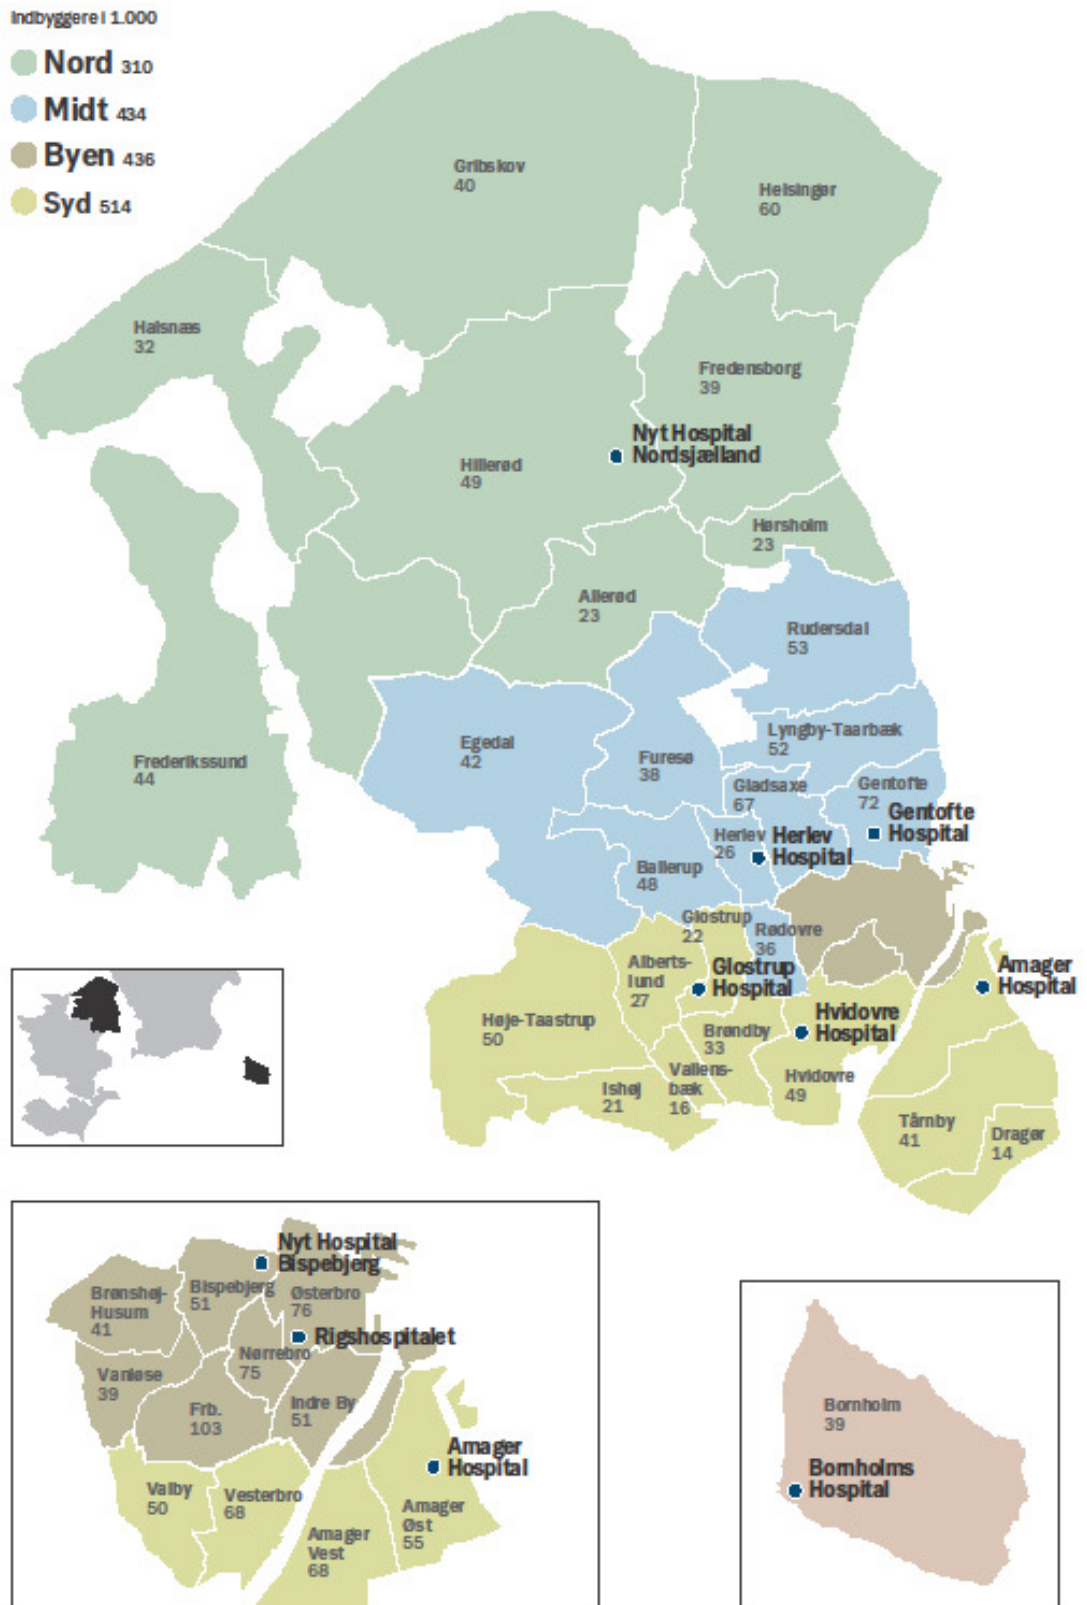 Indbyggere i 1.000
Nord 310
Midt 434
Byen 436
Syd 514
Gribskov
40
Helsingør
60
Halsnæs
32
Fredensborg
39
Nyt Hospital
Nordsjælland
Hillerød
49
Hørsholm
23
Allerød
23
Rudersdal
53
Egedal
42
Furesø
38
Lyngby-Taarbæk
52
Frederikssund
44
Gladsaxe
67
Gentofte
72
Gentofte
Hospital
Herlev
26
Herlev
Hospital
Ballerup
48
Glostrup
22
Rødovre
36
Alberts-
lund
27
Glostrup
Hospital
Amager
Hospital
Høje-Taastrup
50
Brøndby
33
Hvidovre
Hospital
Ishøj
21
Vallens-
bæk
16
Hvidovre
49
Tårnby
41
Dragør
14
Nyt Hospital
Bispebjerg
Brønshøj-
Husum
41
Bispebjerg
51
Østerbro
76
Rigshospitalet
Nørrebro
75
Vanløse
39
Frb.
103
Indre By
51
Amager
Hospital
Valby
50
Vesterbro
68
Amager
Vest
68
Amager
Øst
55
Bornholm
39
Bornholms
Hospital